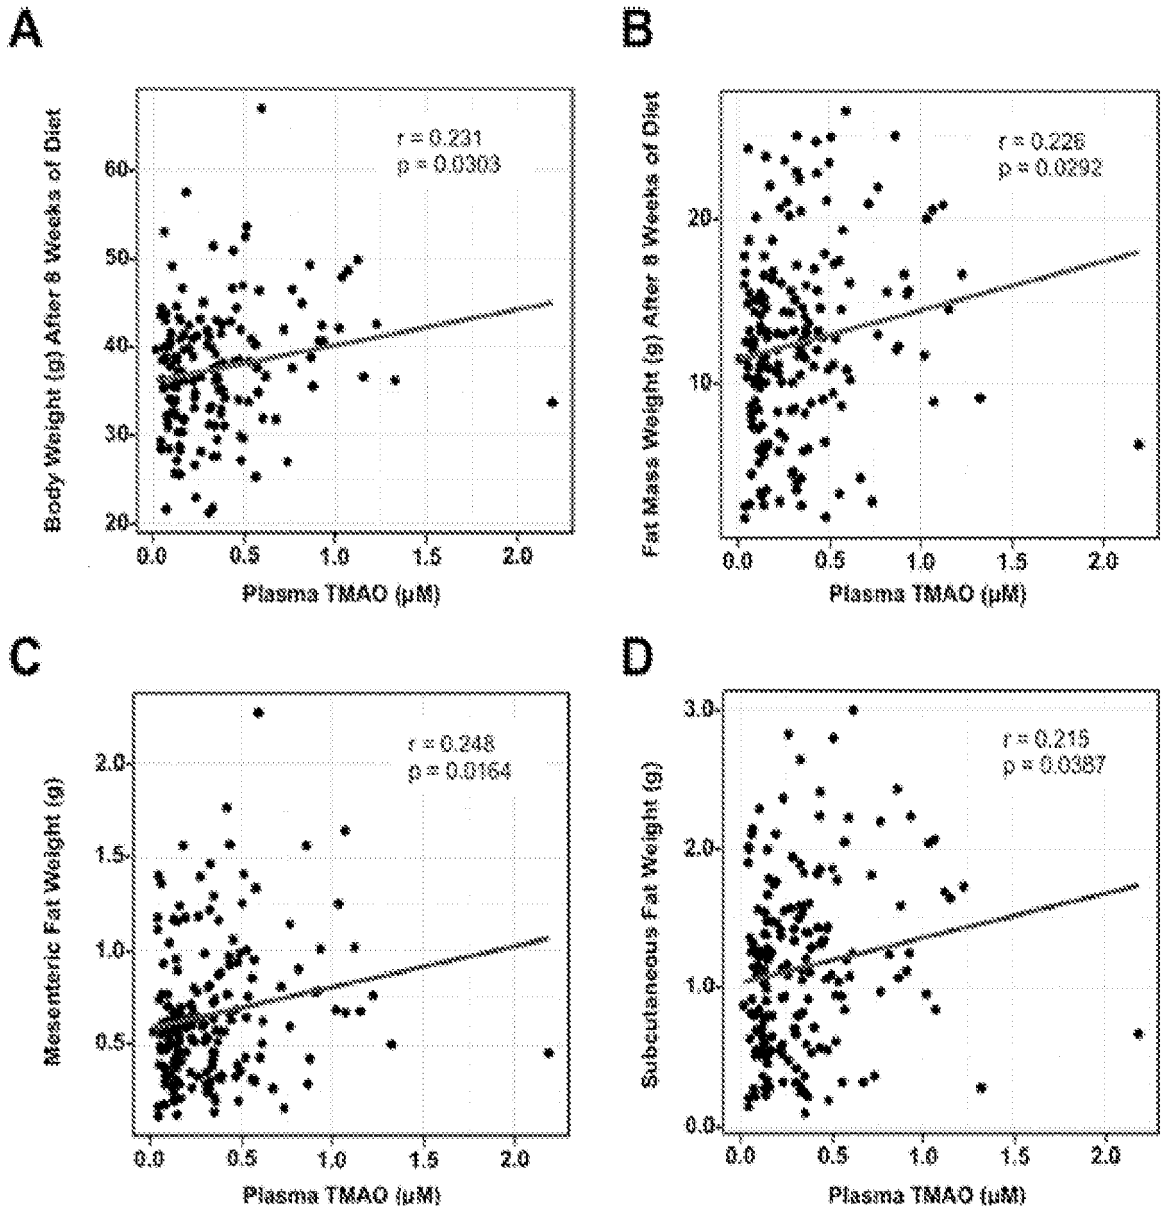 A
Body Weight (g) After 8 Weeks of Diet
60
50
40
30
20
r = 0.231
p = 0.0303
0.0 0.5 1.0 1.5 2.0
Plasma TMAO (µM)
B
Fat Mass Weight (g) After 8 Weeks of Diet
20
10
r = 0.226
p = 0.0292
0.0 0.5 1.0 1.5 2.0
Plasma TMAO (µM)
C
Mesenteric Fat Weight (g)
2.0
1.5
1.0
0.5
r = 0.248
p = 0.0164
0.0 0.5 1.0 1.5 2.0
Plasma TMAO (µM)
D
Subcutaneous Fat Weight (g)
3.0
2.0
1.0
0.0
r = 0.215
p = 0.0387
0.0 0.5 1.0 1.5 2.0
Plasma TMAO (µM)